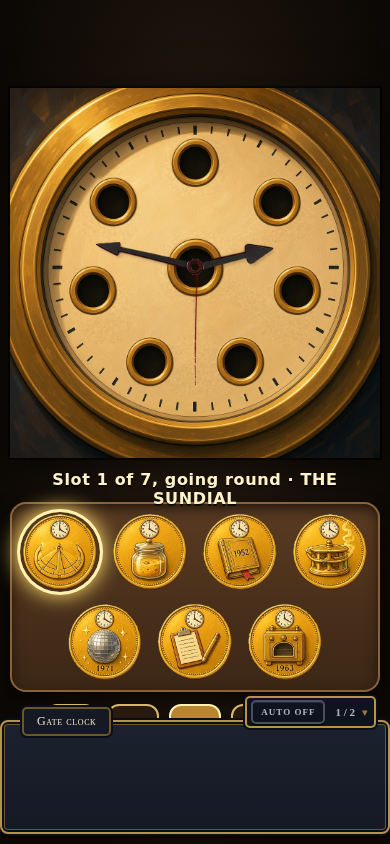 Slot 1 of 7, going round · THE
SUNDIAL
1952
1971
1963
AUTO OFF
1 / 2 ▼
Gate clock